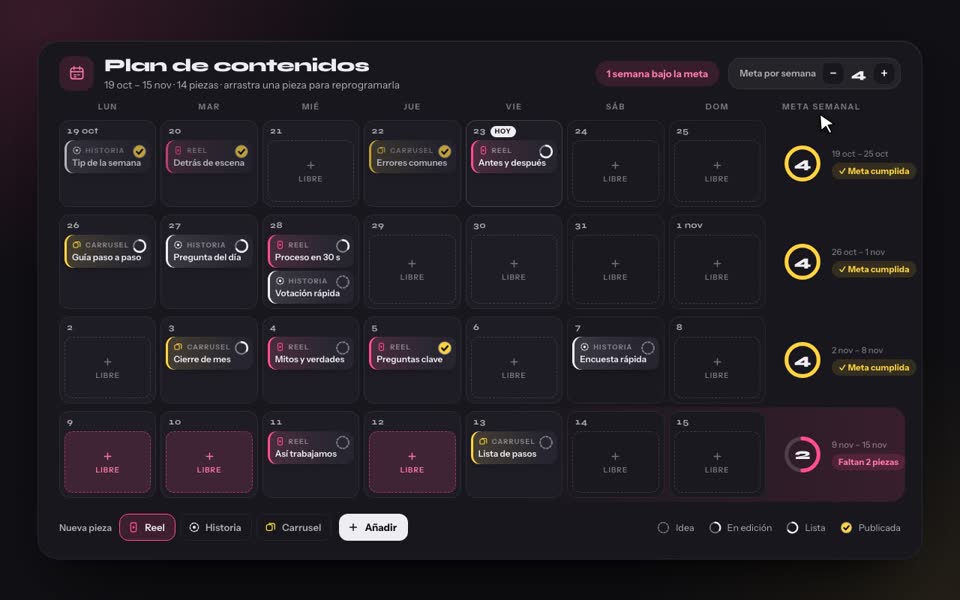 Plan de contenidos
19 oct – 15 nov · 14 piezas · arrastra una pieza para reprogramarla
1 semana bajo la meta
Meta por semana − 4 +
LUN MAR MIÉ JUE VIE SÁB DOM META SEMANAL
19 oct 20 21 22 23 HOY 24 25
HISTORIA REEL CARRUSEL REEL
Tip de la semana Detrás de escena Errores comunes Antes y después
+ + +
LIBRE LIBRE LIBRE
4
19 oct – 25 oct
✓ Meta cumplida
26 27 28 29 30 31 1 nov
CARRUSEL HISTORIA REEL
Guía paso a paso Pregunta del día Proceso en 30 s
HISTORIA
Votación rápida
+ + + +
LIBRE LIBRE LIBRE LIBRE
4
26 oct – 1 nov
✓ Meta cumplida
2 3 4 5 6 7 8
CARRUSEL REEL REEL HISTORIA
Cierre de mes Mitos y verdades Preguntas clave Encuesta rápida
+ + +
LIBRE LIBRE LIBRE
4
2 nov – 8 nov
✓ Meta cumplida
9 10 11 12 13 14 15
REEL CARRUSEL
Así trabajamos Lista de pasos
+ + + + +
LIBRE LIBRE LIBRE LIBRE LIBRE
2
9 nov – 15 nov
Faltan 2 piezas
Nueva pieza Reel Historia Carrusel + Añadir
Idea En edición Lista Publicada